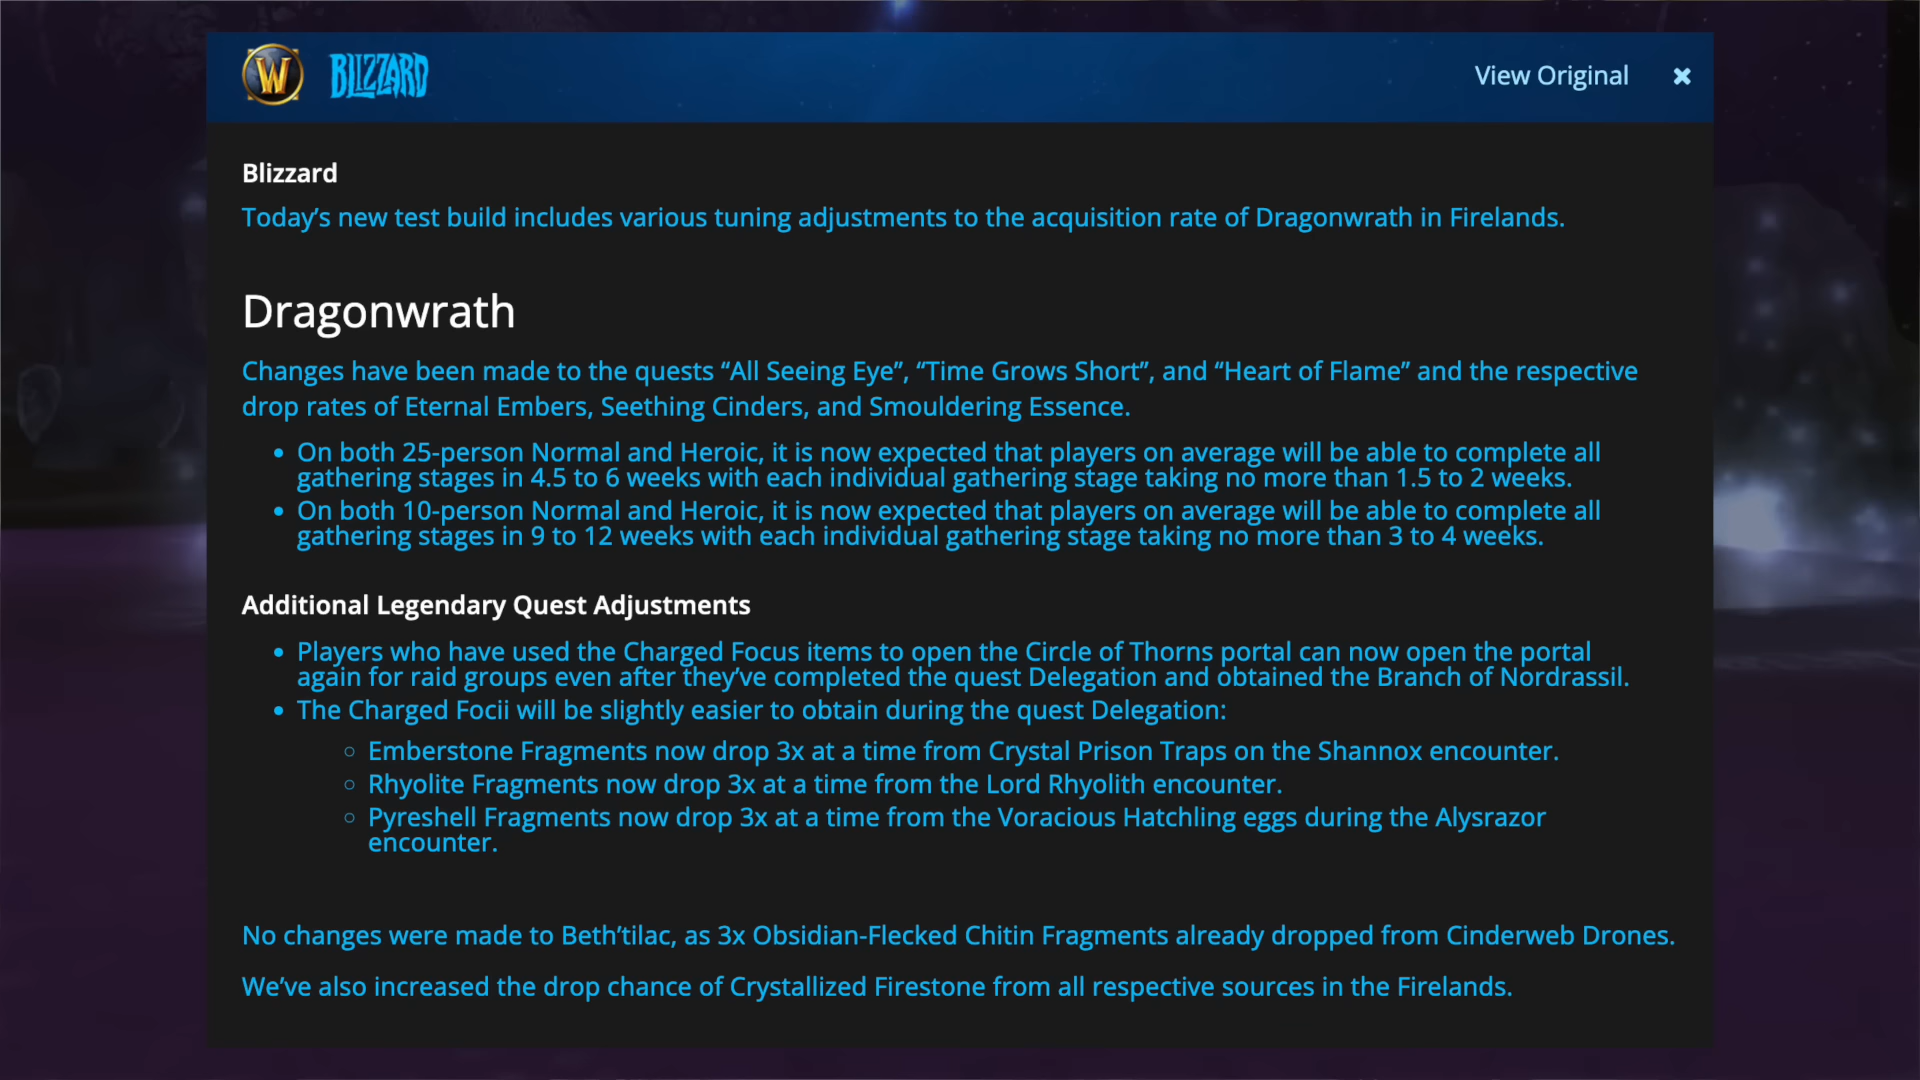 W BLIZZARD View Original ✖
Blizzard
Today’s new test build includes various tuning adjustments to the acquisition rate of Dragonwrath in Firelands.
Dragonwrath
Changes have been made to the quests “All Seeing Eye”, “Time Grows Short”, and “Heart of Flame” and the respective
drop rates of Eternal Embers, Seething Cinders, and Smouldering Essence.
• On both 25-person Normal and Heroic, it is now expected that players on average will be able to complete all
gathering stages in 4.5 to 6 weeks with each individual gathering stage taking no more than 1.5 to 2 weeks.
• On both 10-person Normal and Heroic, it is now expected that players on average will be able to complete all
gathering stages in 9 to 12 weeks with each individual gathering stage taking no more than 3 to 4 weeks.
Additional Legendary Quest Adjustments
• Players who have used the Charged Focus items to open the Circle of Thorns portal can now open the portal
again for raid groups even after they’ve completed the quest Delegation and obtained the Branch of Nordrassil.
• The Charged Focii will be slightly easier to obtain during the quest Delegation:
◦ Emberstone Fragments now drop 3x at a time from Crystal Prison Traps on the Shannox encounter.
◦ Rhyolite Fragments now drop 3x at a time from the Lord Rhyolith encounter.
◦ Pyreshell Fragments now drop 3x at a time from the Voracious Hatchling eggs during the Alysrazor
encounter.
No changes were made to Beth’tilac, as 3x Obsidian-Flecked Chitin Fragments already dropped from Cinderweb Drones.
We’ve also increased the drop chance of Crystallized Firestone from all respective sources in the Firelands.